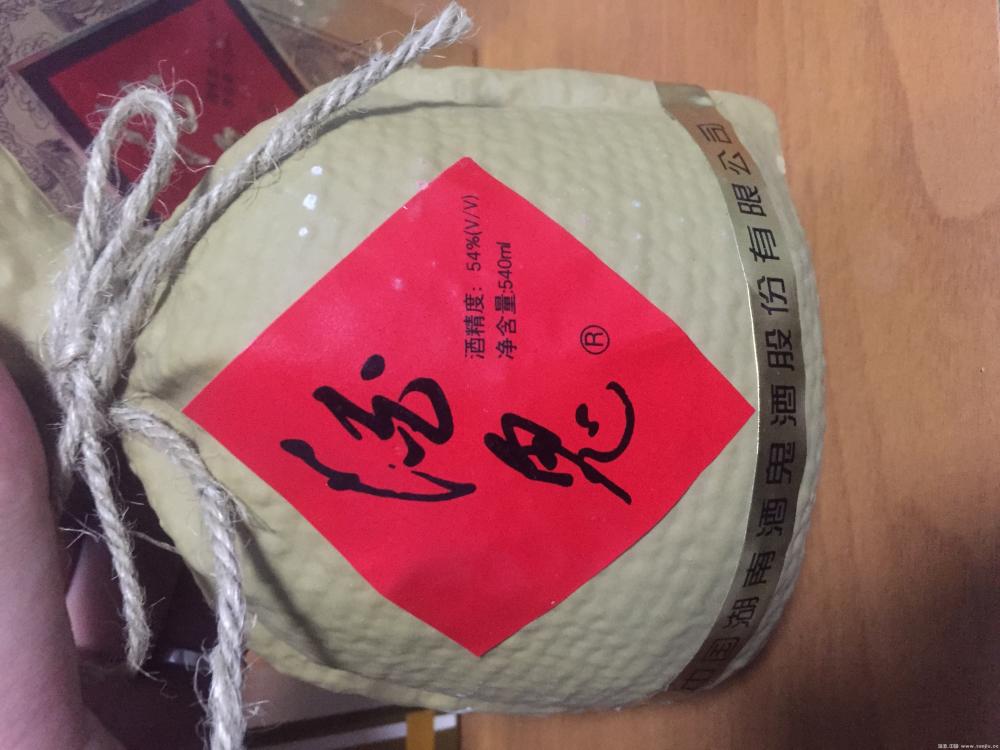 酒鬼
®
酒精度: 54%(V/V)
净含量:540ml
中国湖南酒鬼酒股份有限公司